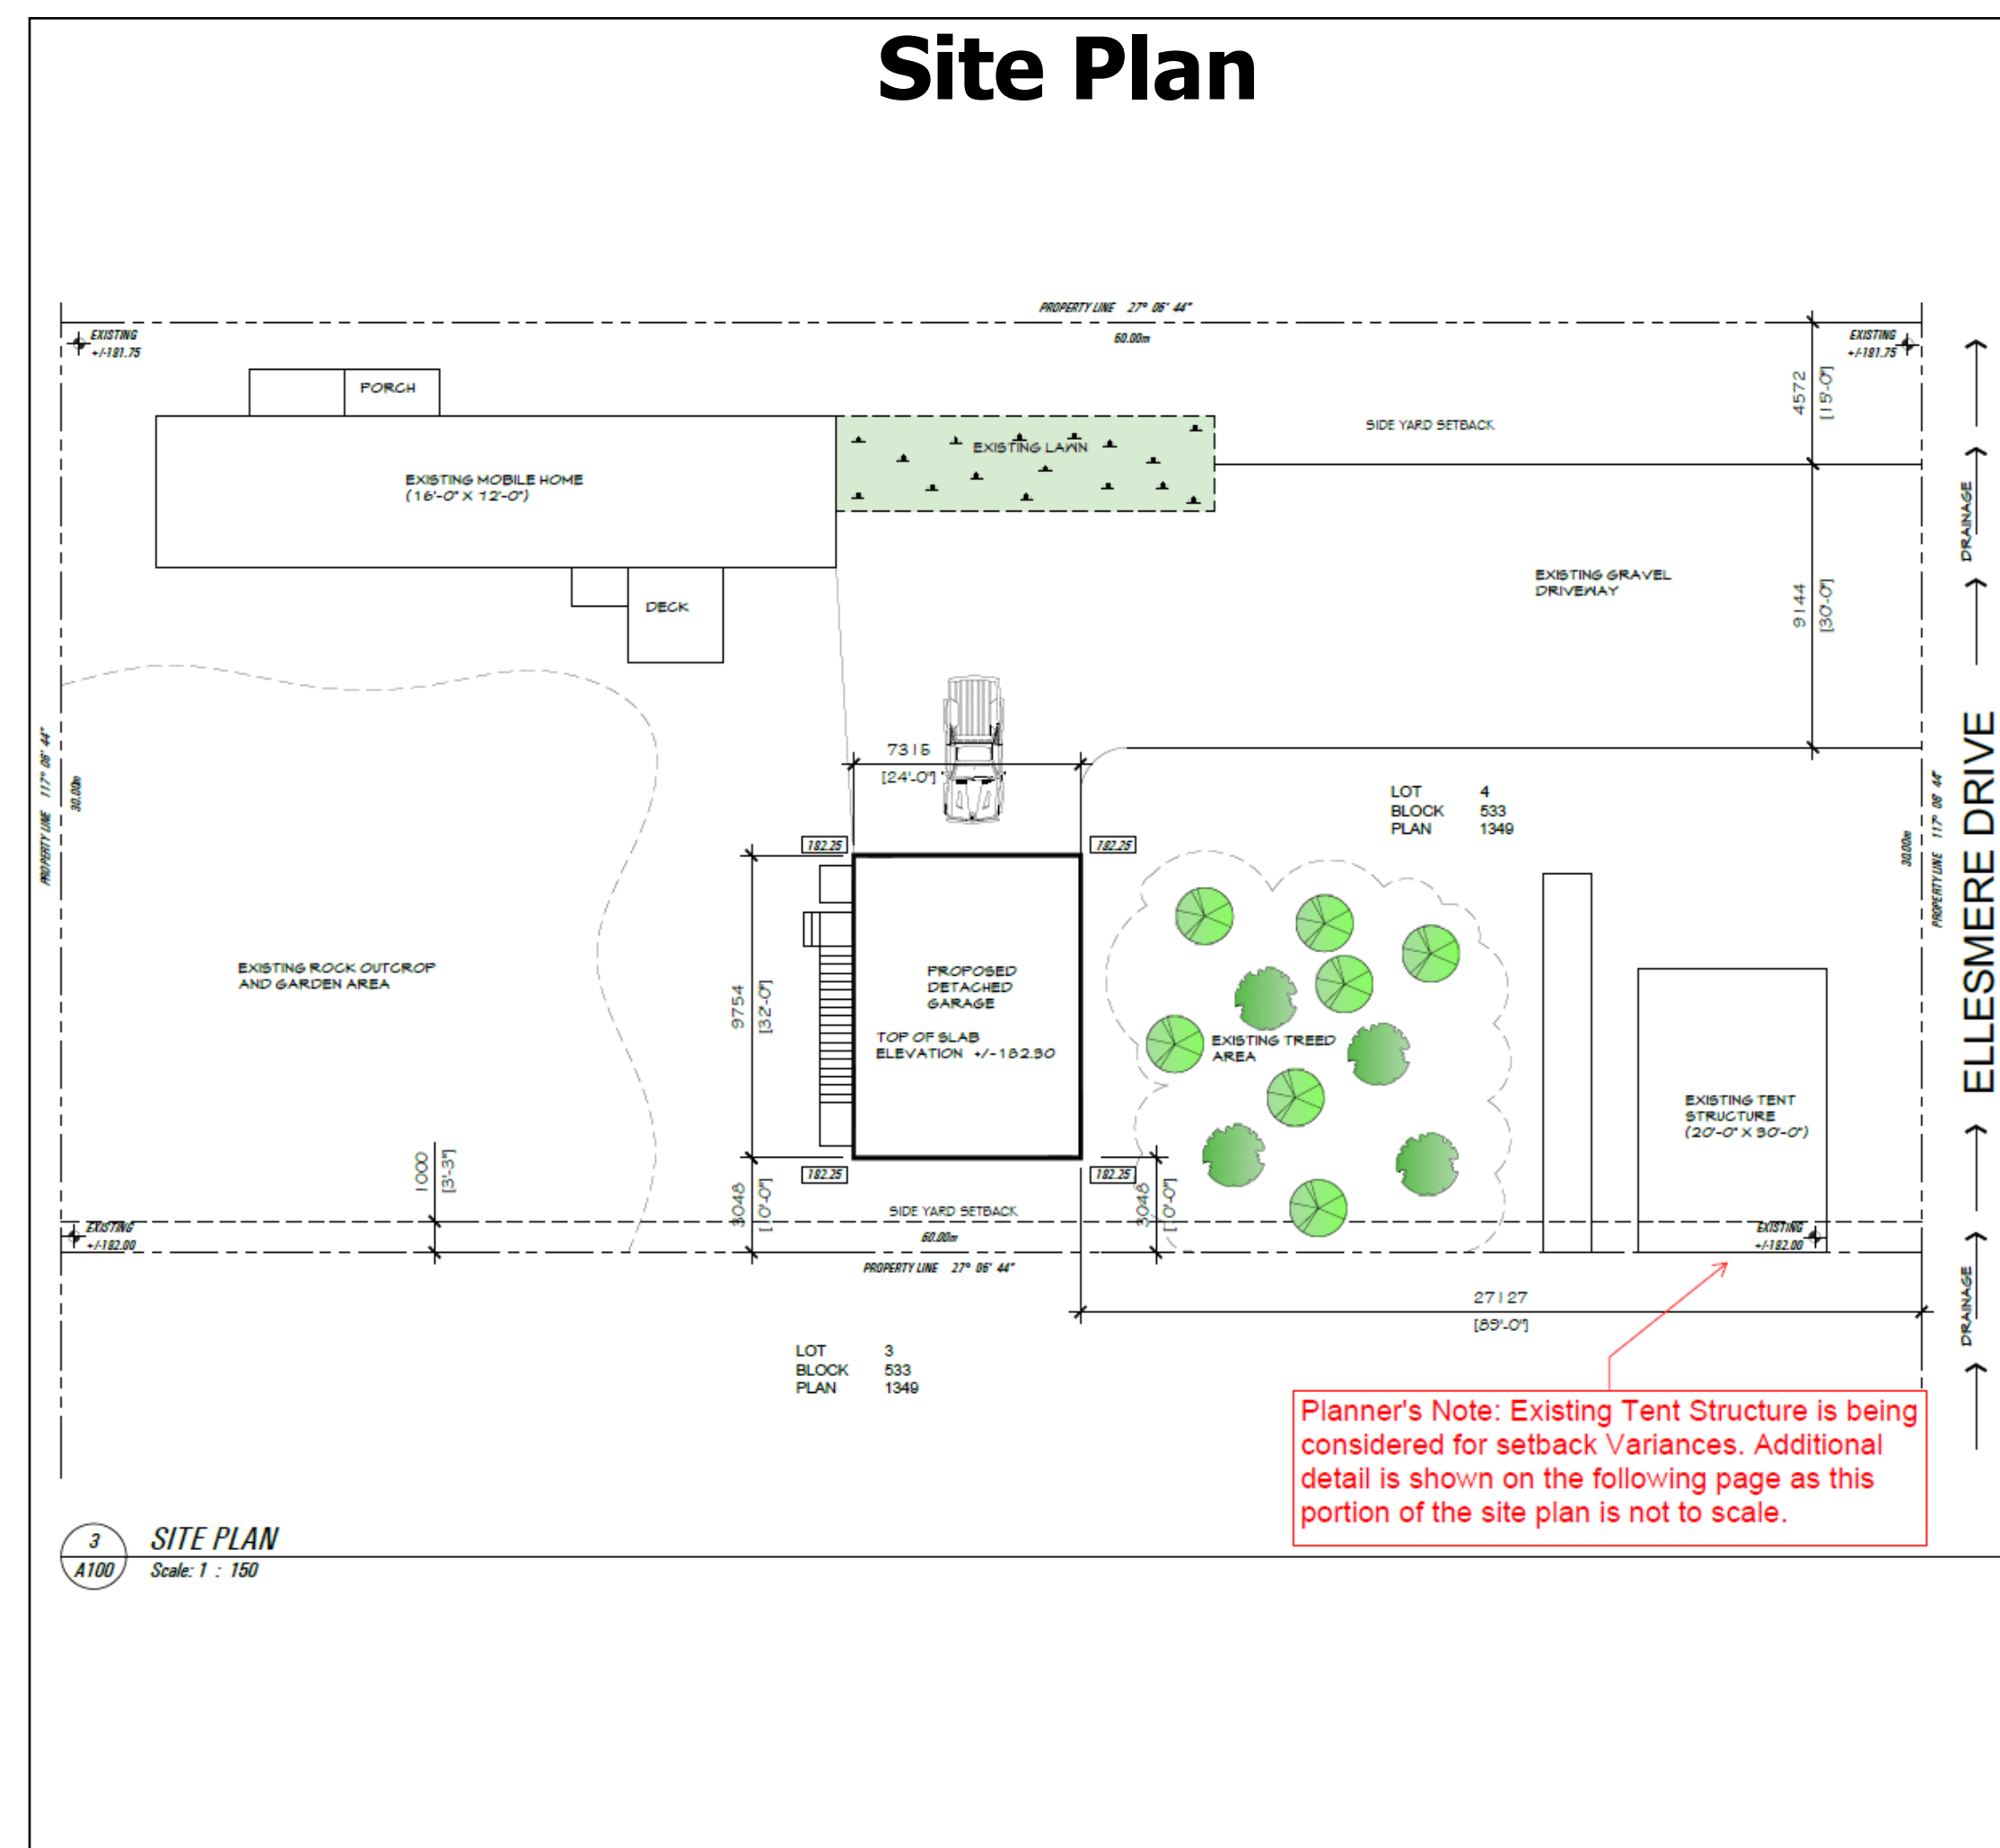 Site Plan
PROPERTY LINE 27° 06' 44"
60.00m
EXISTING
+/-181.75
EXISTING
+/-181.75
PORCH
4572
[15'-0"]
SIDE YARD SETBACK
EXISTING LAWN
EXISTING MOBILE HOME
(16'-0" X 12'-0")
DRAINAGE
EXISTING GRAVEL
DRIVEWAY
9144
[30'-0"]
DECK
PROPERTY LINE 117° 06' 44"
30.00m
7315
[24'-0"]
LOT 4
BLOCK 533
PLAN 1349
30.00m
PROPERTY LINE 117° 06' 44"
ELLESMERE DRIVE
182.25
182.25
EXISTING ROCK OUTCROP
AND GARDEN AREA
9754
[32'-0"]
PROPOSED
DETACHED
GARAGE
TOP OF SLAB
ELEVATION +/-182.30
EXISTING TREED
AREA
EXISTING TENT
STRUCTURE
(20'-0" X 30'-0")
1000
[3'-3"]
182.25
182.25
3048
[10'-0"]
3048
[10'-0"]
SIDE YARD SETBACK
60.00m
EXISTING
+/-182.00
EXISTING
+/-182.00
PROPERTY LINE 27° 06' 44"
27127
[89'-0"]
DRAINAGE
LOT 3
BLOCK 533
PLAN 1349
Planner's Note: Existing Tent Structure is being
considered for setback Variances. Additional
detail is shown on the following page as this
portion of the site plan is not to scale.
3
A100
SITE PLAN
Scale: 1 : 150